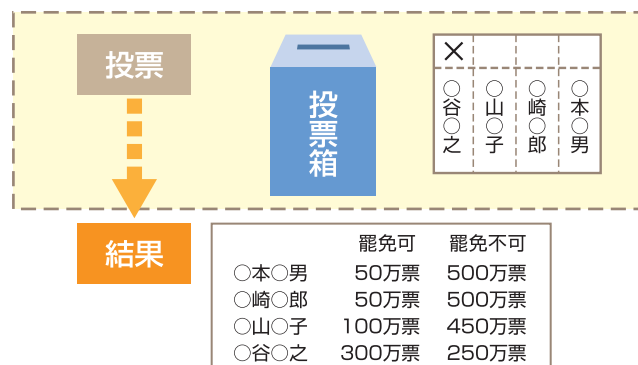 投票
投票箱
×
○谷○之
○山○子
○崎○郎
○本○男
結果
罷免可 罷免不可
○本○男 50万票 500万票
○崎○郎 50万票 500万票
○山○子 100万票 450万票
○谷○之 300万票 250万票